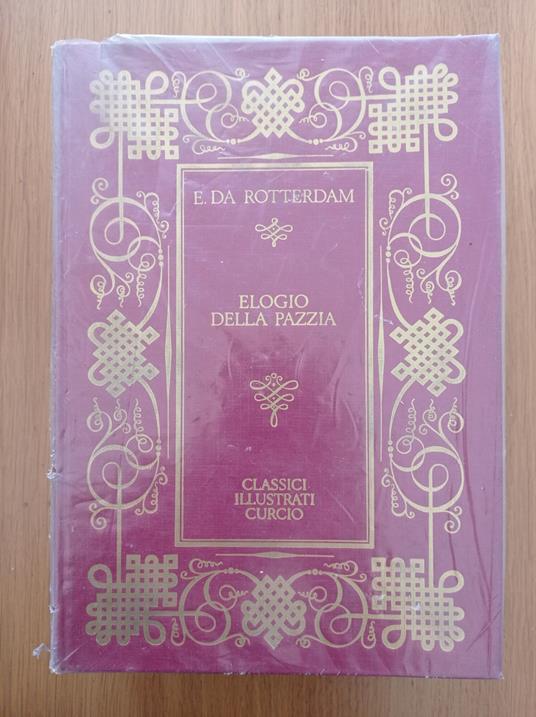 E. DA ROTTERDAM
ELOGIO
DELLA PAZZIA
CLASSICI
ILLUSTRATI
CURCIO